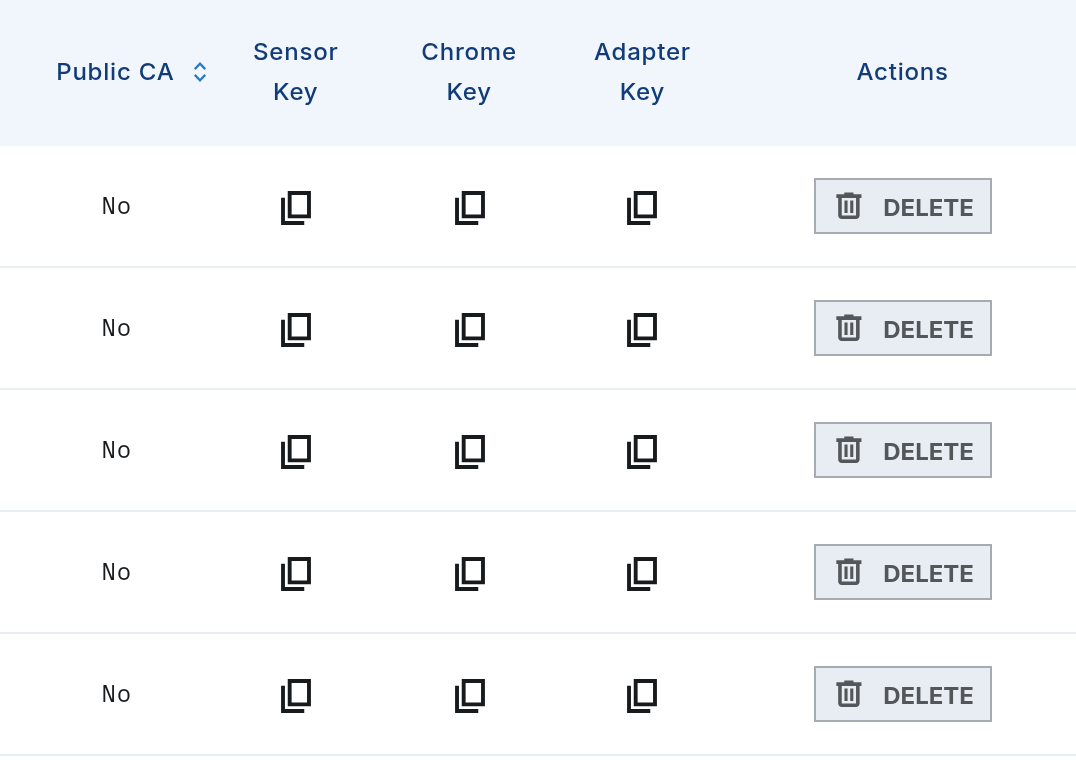 Public CA
Sensor
Key
Chrome
Key
Adapter
Key
Actions
No
DELETE
No
DELETE
No
DELETE
No
DELETE
No
DELETE